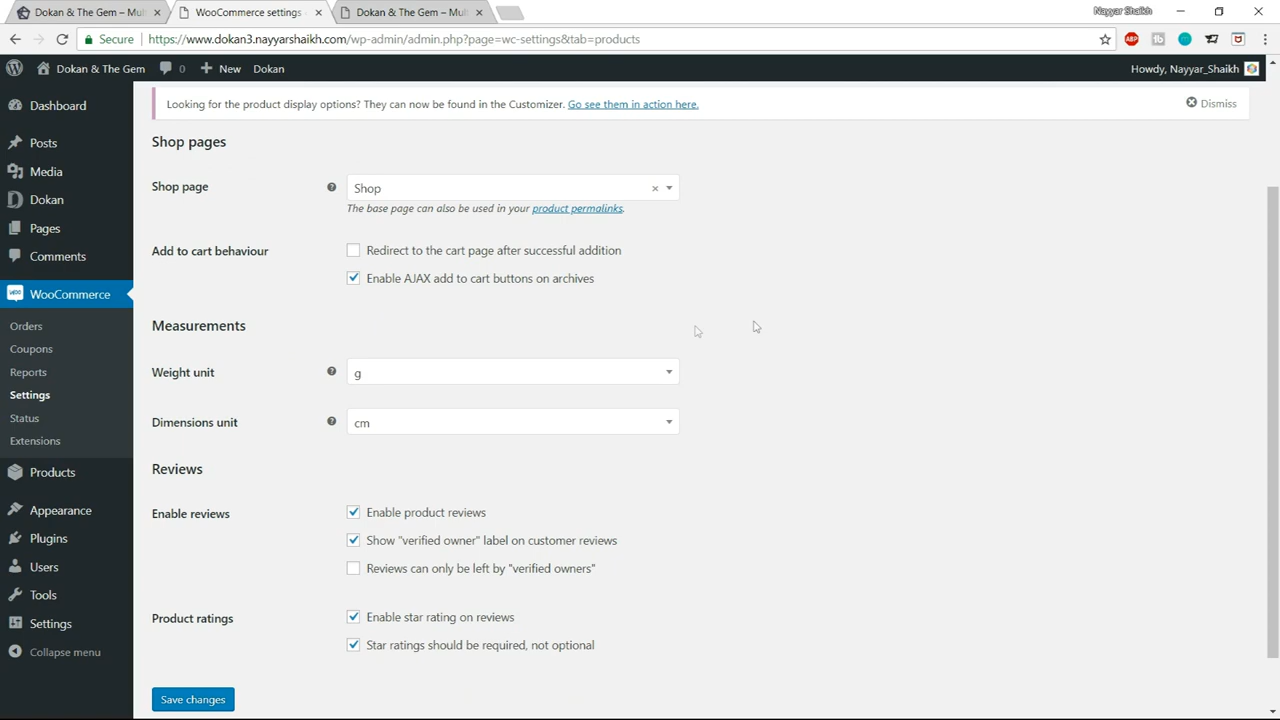 Dokan & The Gem – Mul
WooCommerce settings
Dokan & The Gem – Mul
Nayyar Shaikh
Secure
https://www.dokan3.nayyarshaikh.com/wp-admin/admin.php?page=wc-settings&tab=products
ABP
Dokan & The Gem
0
New
Dokan
Howdy, Nayyar_Shaikh
Dashboard
Posts
Media
Dokan
Pages
Comments
WooCommerce
Orders
Coupons
Reports
Settings
Status
Extensions
Products
Appearance
Plugins
Users
Tools
Settings
Collapse menu
Looking for the product display options? They can now be found in the Customizer. Go see them in action here.
Dismiss
Shop pages
Shop page
Shop
The base page can also be used in your product permalinks.
Add to cart behaviour
Redirect to the cart page after successful addition
Enable AJAX add to cart buttons on archives
Measurements
Weight unit
g
Dimensions unit
cm
Reviews
Enable reviews
Enable product reviews
Show "verified owner" label on customer reviews
Reviews can only be left by "verified owners"
Product ratings
Enable star rating on reviews
Star ratings should be required, not optional
Save changes